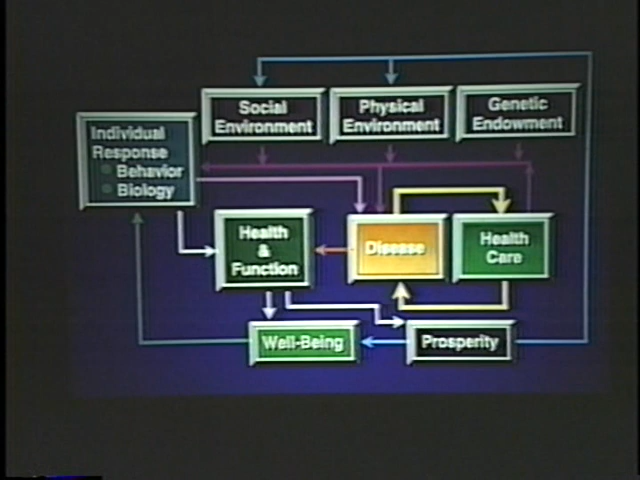 Social
Environment
Physical
Environment
Genetic
Endowment
Individual
Response
Behavior
Biology
Health
&
Function
Disease
Health
Care
Well-Being
Prosperity